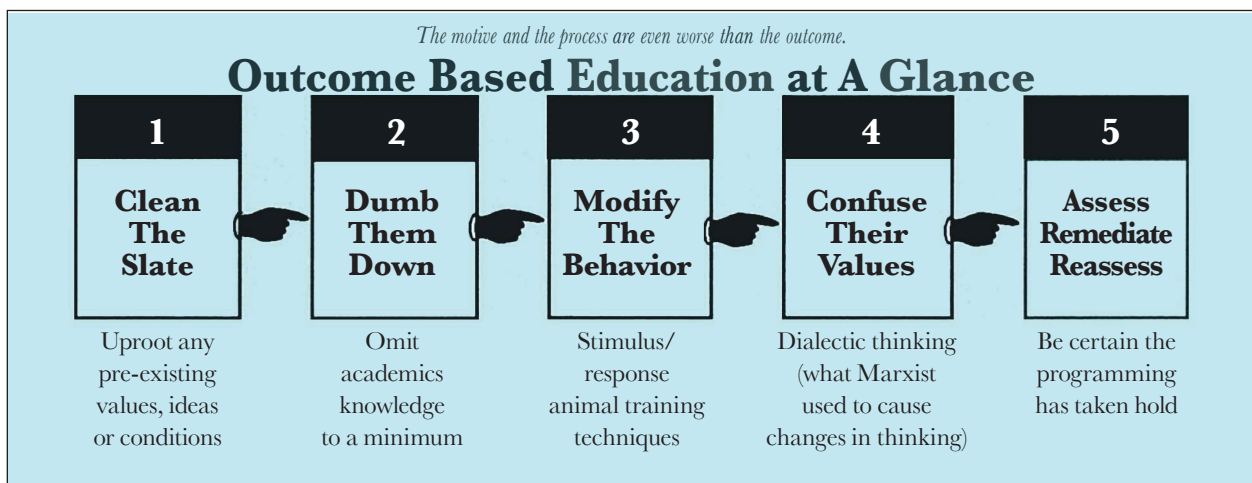 The motive and the process are even worse than the outcome.
Outcome Based Education at A Glance
1
Clean
The
Slate
Uproot any
pre-existing
values, ideas
or conditions
2
Dumb
Them
Down
Omit
academics
knowledge
to a minimum
3
Modify
The
Behavior
Stimulus/
response
animal training
techniques
4
Confuse
Their
Values
Dialectic thinking
(what Marxist
used to cause
changes in thinking)
5
Assess
Remediate
Reassess
Be certain the
programming
has taken hold